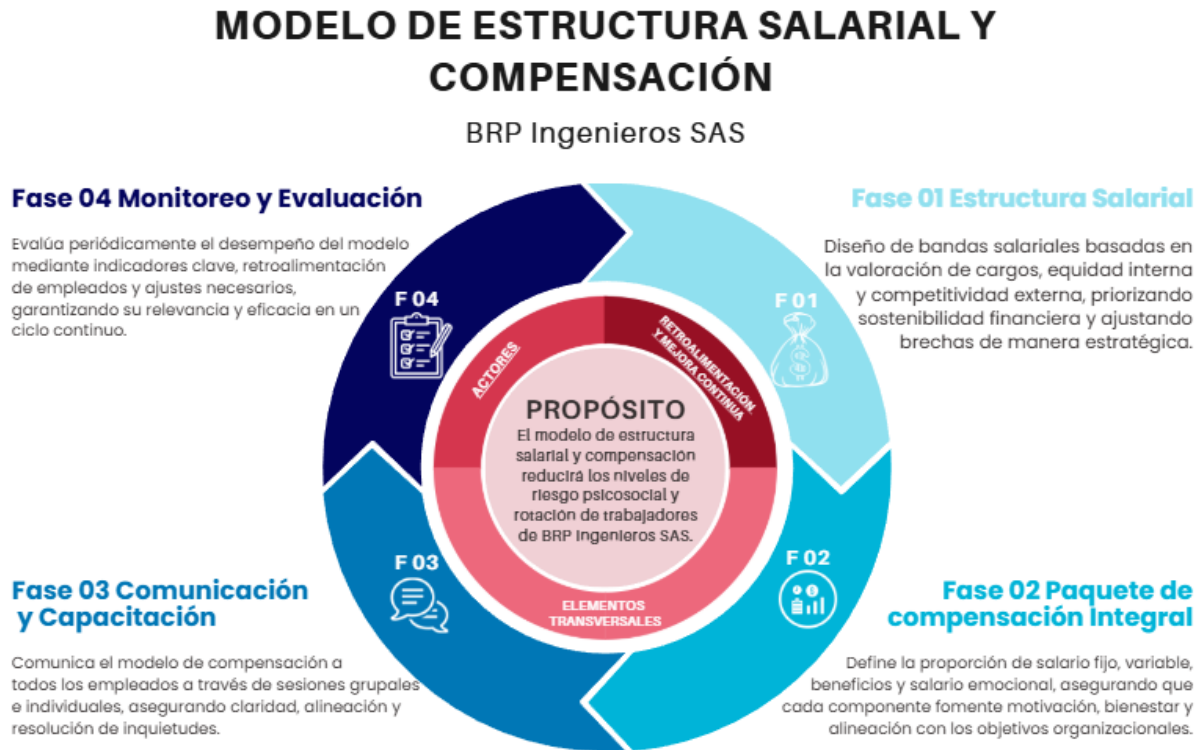 MODELO DE ESTRUCTURA SALARIAL Y
COMPENSACIÓN
BRP Ingenieros SAS
Fase 04 Monitoreo y Evaluación
Evalúa periódicamente el desempeño del modelo
mediante indicadores clave, retroalimentación
de empleados y ajustes necesarios,
garantizando su relevancia y eficacia en un
ciclo continuo.
Fase 01 Estructura Salarial
Diseño de bandas salariales basadas en
la valoración de cargos, equidad interna
y competitividad externa, priorizando
sostenibilidad financiera y ajustando
brechas de manera estratégica.
F 04
F 01
ACTORES
RETROALIMENTACIÓN
Y MEJORA CONTINUA
PROPÓSITO
El modelo de estructura
salarial y compensación
reducirá los niveles de
riesgo psicosocial y
rotación de trabajadores
de BRP Ingenieros SAS.
F 03
F 02
ELEMENTOS
TRANSVERSALES
Fase 03 Comunicación
y Capacitación
Comunica el modelo de compensación a
todos los empleados a través de sesiones grupales
e individuales, asegurando claridad, alineación y
resolución de inquietudes.
Fase 02 Paquete de
compensación Integral
Define la proporción de salario fijo, variable,
beneficios y salario emocional, asegurando que
cada componente fomente motivación, bienestar y
alineación con los objetivos organizacionales.